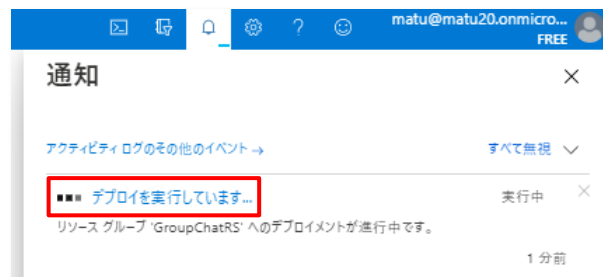 matu@matu20.onmicro...
FREE
通知
アクティビティ ログのその他のイベント →
すべて無視
デプロイを実行しています...
実行中
リソース グループ 'GroupChatRS' へのデプロイメントが進行中です。
1 分前